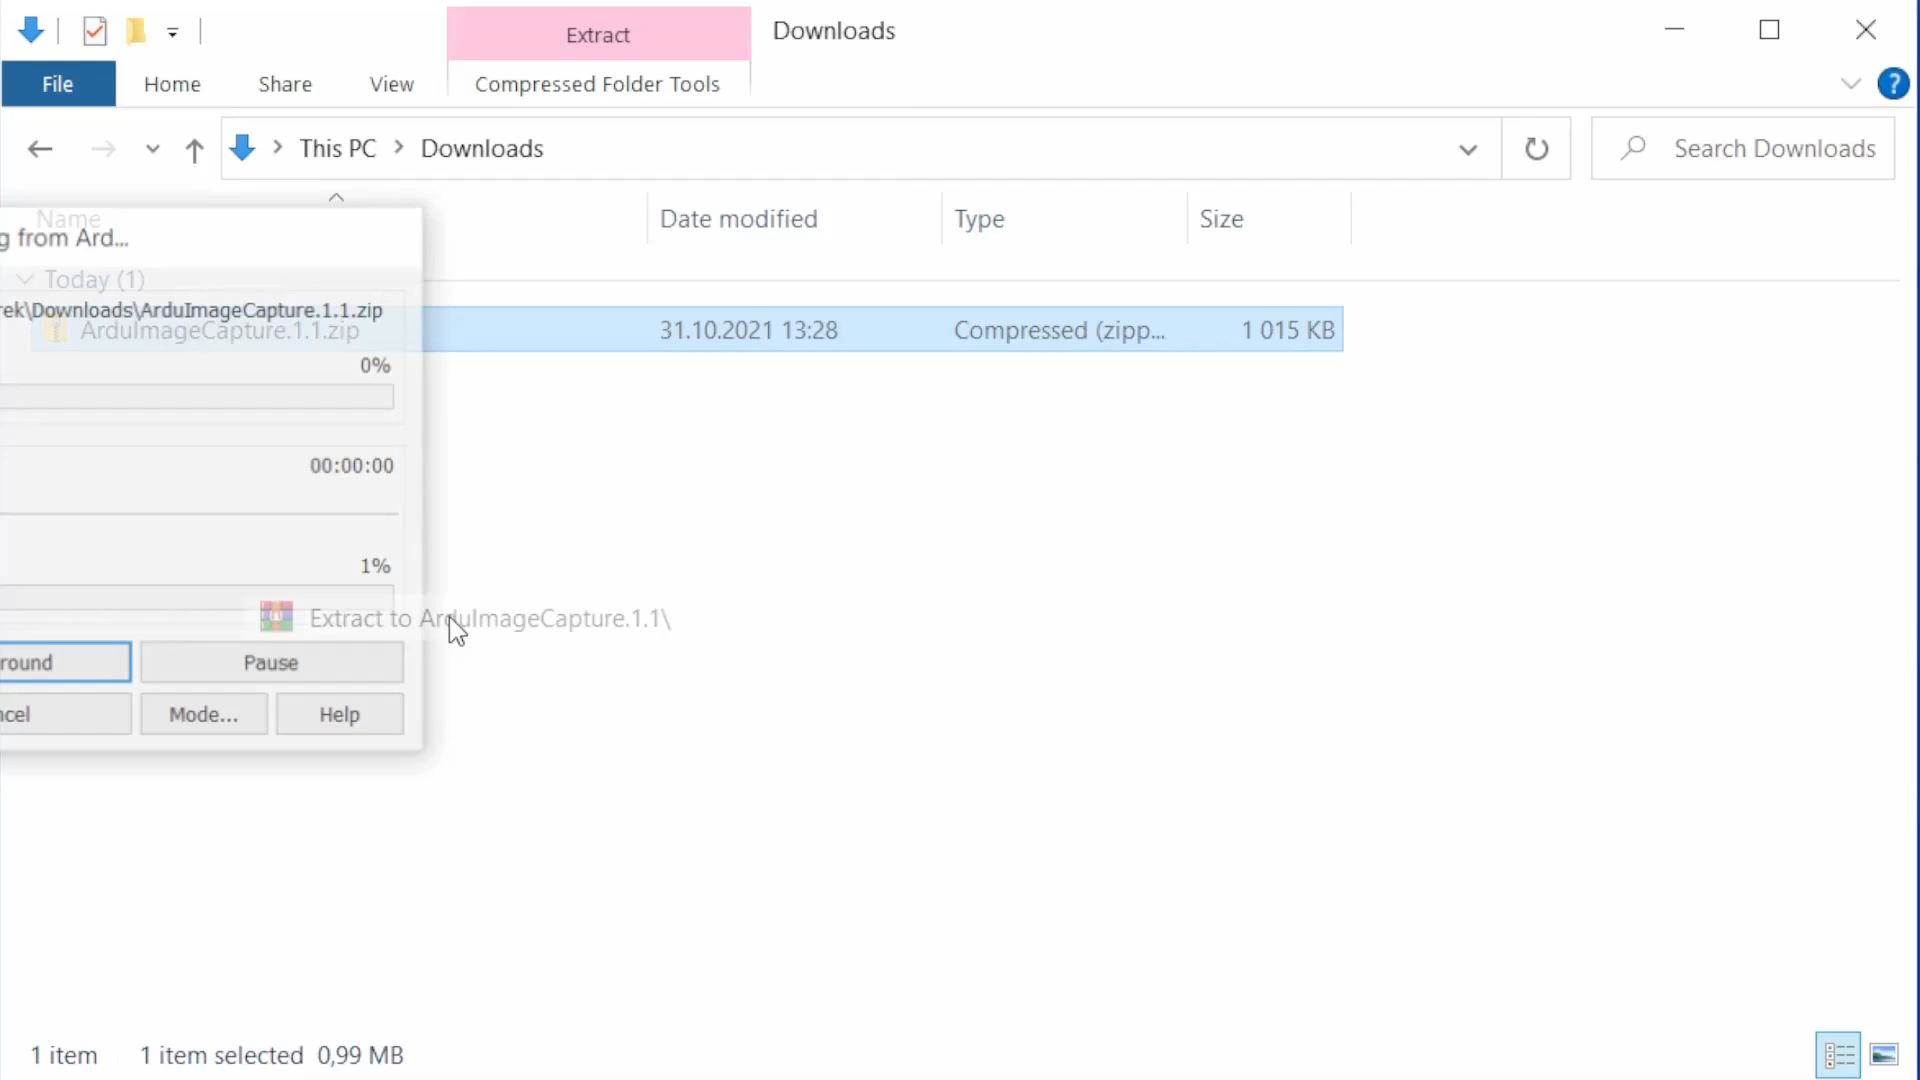 Extract
Downloads
File
Home
Share
View
Compressed Folder Tools
?
This PC
Downloads
Search Downloads
Name
Date modified
Type
Size
g from Ard...
Today (1)
rek\Downloads\ArduImageCapture.1.1.zip
ArduImageCapture.1.1.zip
31.10.2021 13:28
Compressed (zipp...
1 015 KB
0%
00:00:00
1%
Extract to ArduImageCapture.1.1\
round
Pause
ncel
Mode...
Help
1 item
1 item selected 0,99 MB